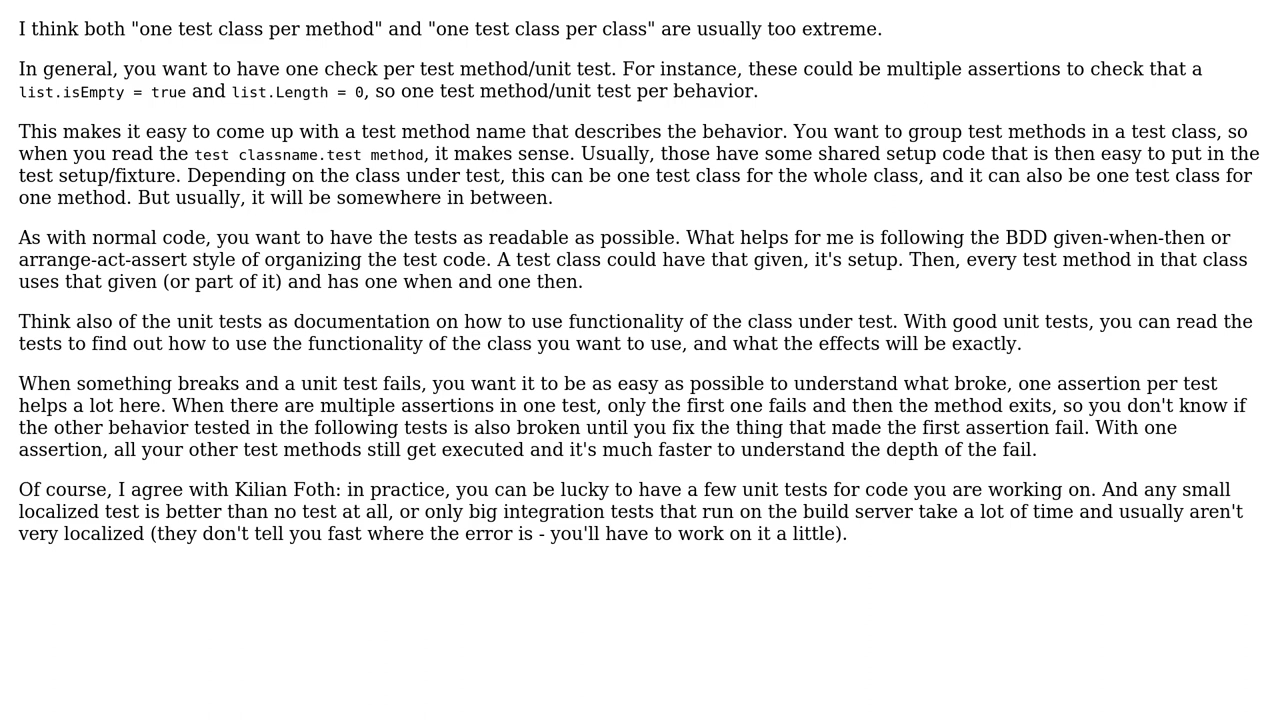 I think both "one test class per method" and "one test class per class" are usually too extreme.
In general, you want to have one check per test method/unit test. For instance, these could be multiple assertions to check that a
list.isEmpty = true and list.Length = 0, so one test method/unit test per behavior.
This makes it easy to come up with a test method name that describes the behavior. You want to group test methods in a test class, so
when you read the test classname.test method, it makes sense. Usually, those have some shared setup code that is then easy to put in the
test setup/fixture. Depending on the class under test, this can be one test class for the whole class, and it can also be one test class for
one method. But usually, it will be somewhere in between.
As with normal code, you want to have the tests as readable as possible. What helps for me is following the BDD given-when-then or
arrange-act-assert style of organizing the test code. A test class could have that given, it's setup. Then, every test method in that class
uses that given (or part of it) and has one when and one then.
Think also of the unit tests as documentation on how to use functionality of the class under test. With good unit tests, you can read the
tests to find out how to use the functionality of the class you want to use, and what the effects will be exactly.
When something breaks and a unit test fails, you want it to be as easy as possible to understand what broke, one assertion per test
helps a lot here. When there are multiple assertions in one test, only the first one fails and then the method exits, so you don't know if
the other behavior tested in the following tests is also broken until you fix the thing that made the first assertion fail. With one
assertion, all your other test methods still get executed and it's much faster to understand the depth of the fail.
Of course, I agree with Kilian Foth: in practice, you can be lucky to have a few unit tests for code you are working on. And any small
localized test is better than no test at all, or only big integration tests that run on the build server take a lot of time and usually aren't
very localized (they don't tell you fast where the error is - you'll have to work on it a little).